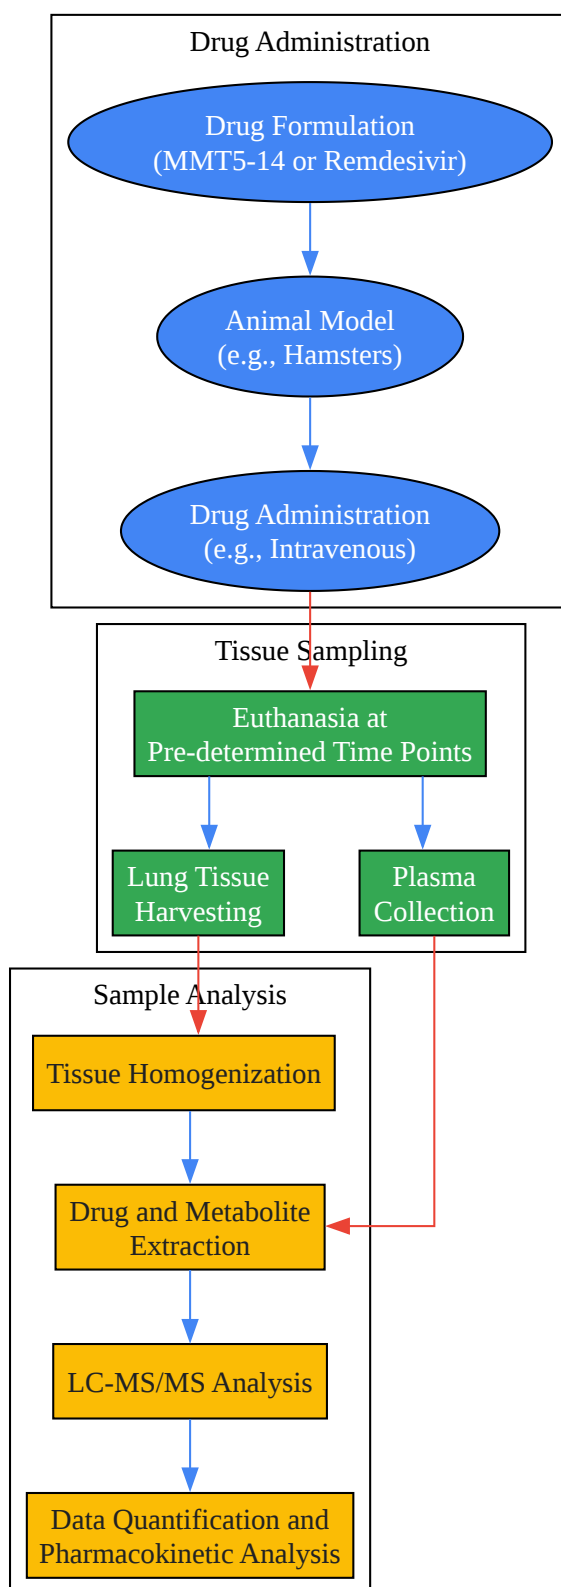 Drug Administration
Drug Formulation
(MMT5-14 or Remdesivir)
Animal Model
(e.g., Hamsters)
Drug Administration
(e.g., Intravenous)
Tissue Sampling
Euthanasia at
Pre-determined Time Points
Lung Tissue
Harvesting
Plasma
Collection
Sample Analysis
Tissue Homogenization
Drug and Metabolite
Extraction
LC-MS/MS Analysis
Data Quantification and
Pharmacokinetic Analysis